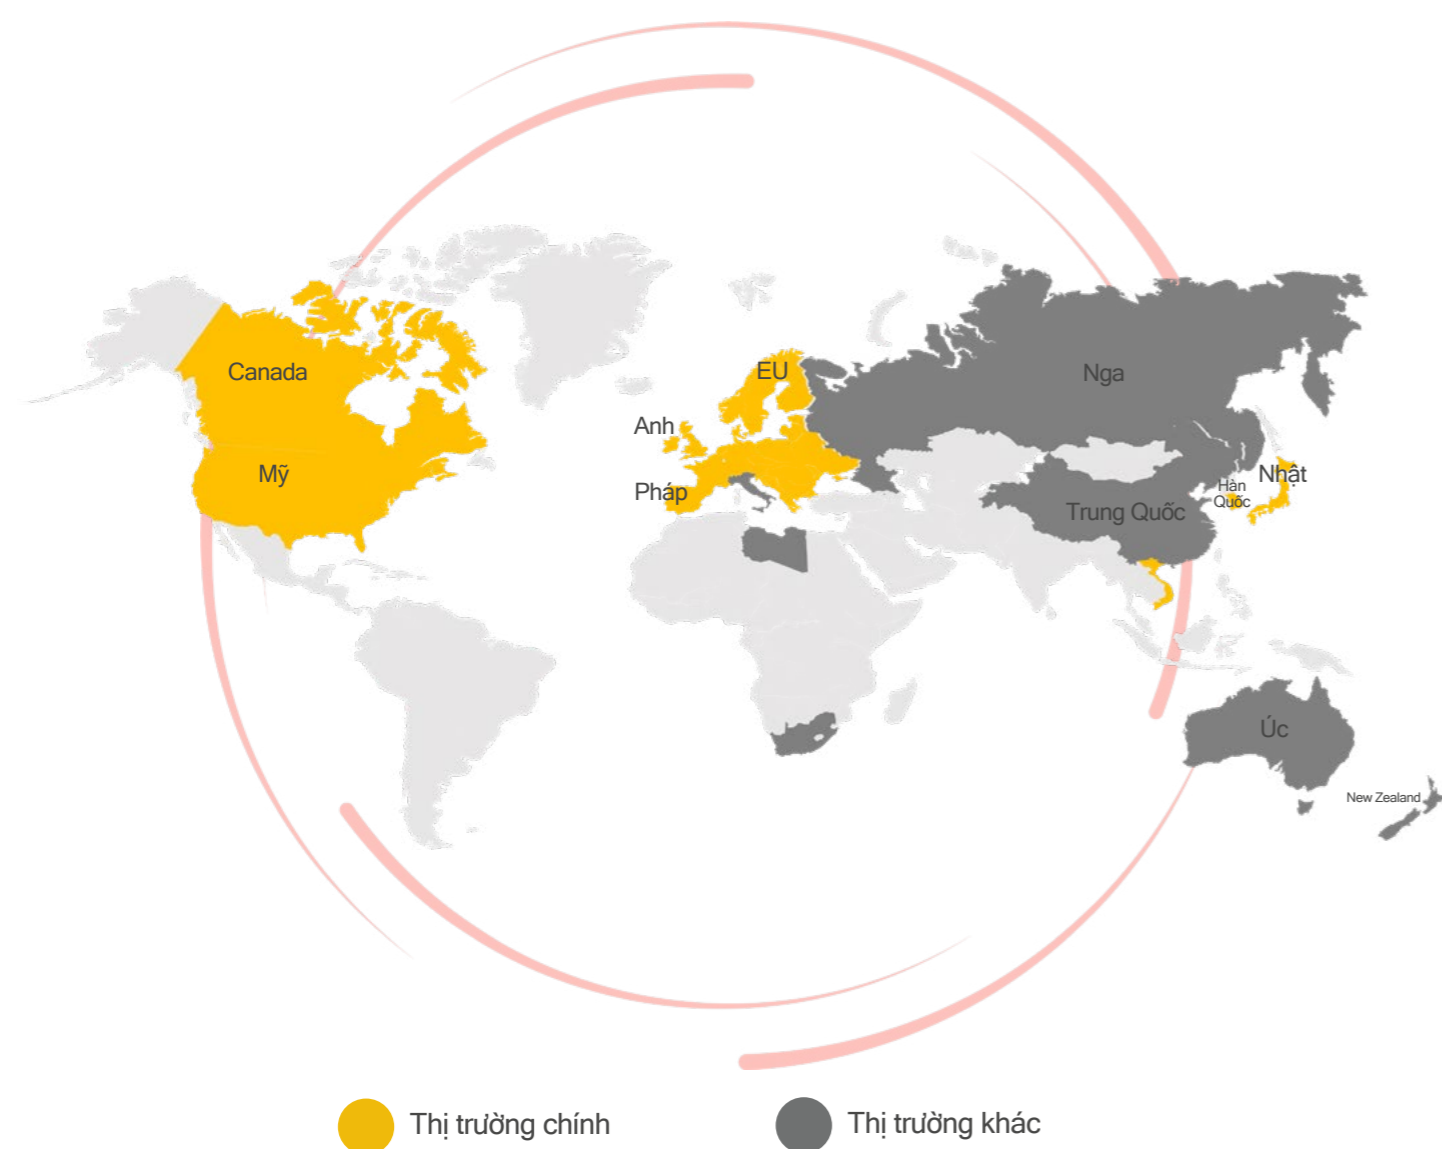 Canada
EU
Nga
Anh
Mỹ
Pháp
Nhật
Hàn
Quốc
Trung Quốc
Úc
New Zealand
Thị trường chính
Thị trường khác